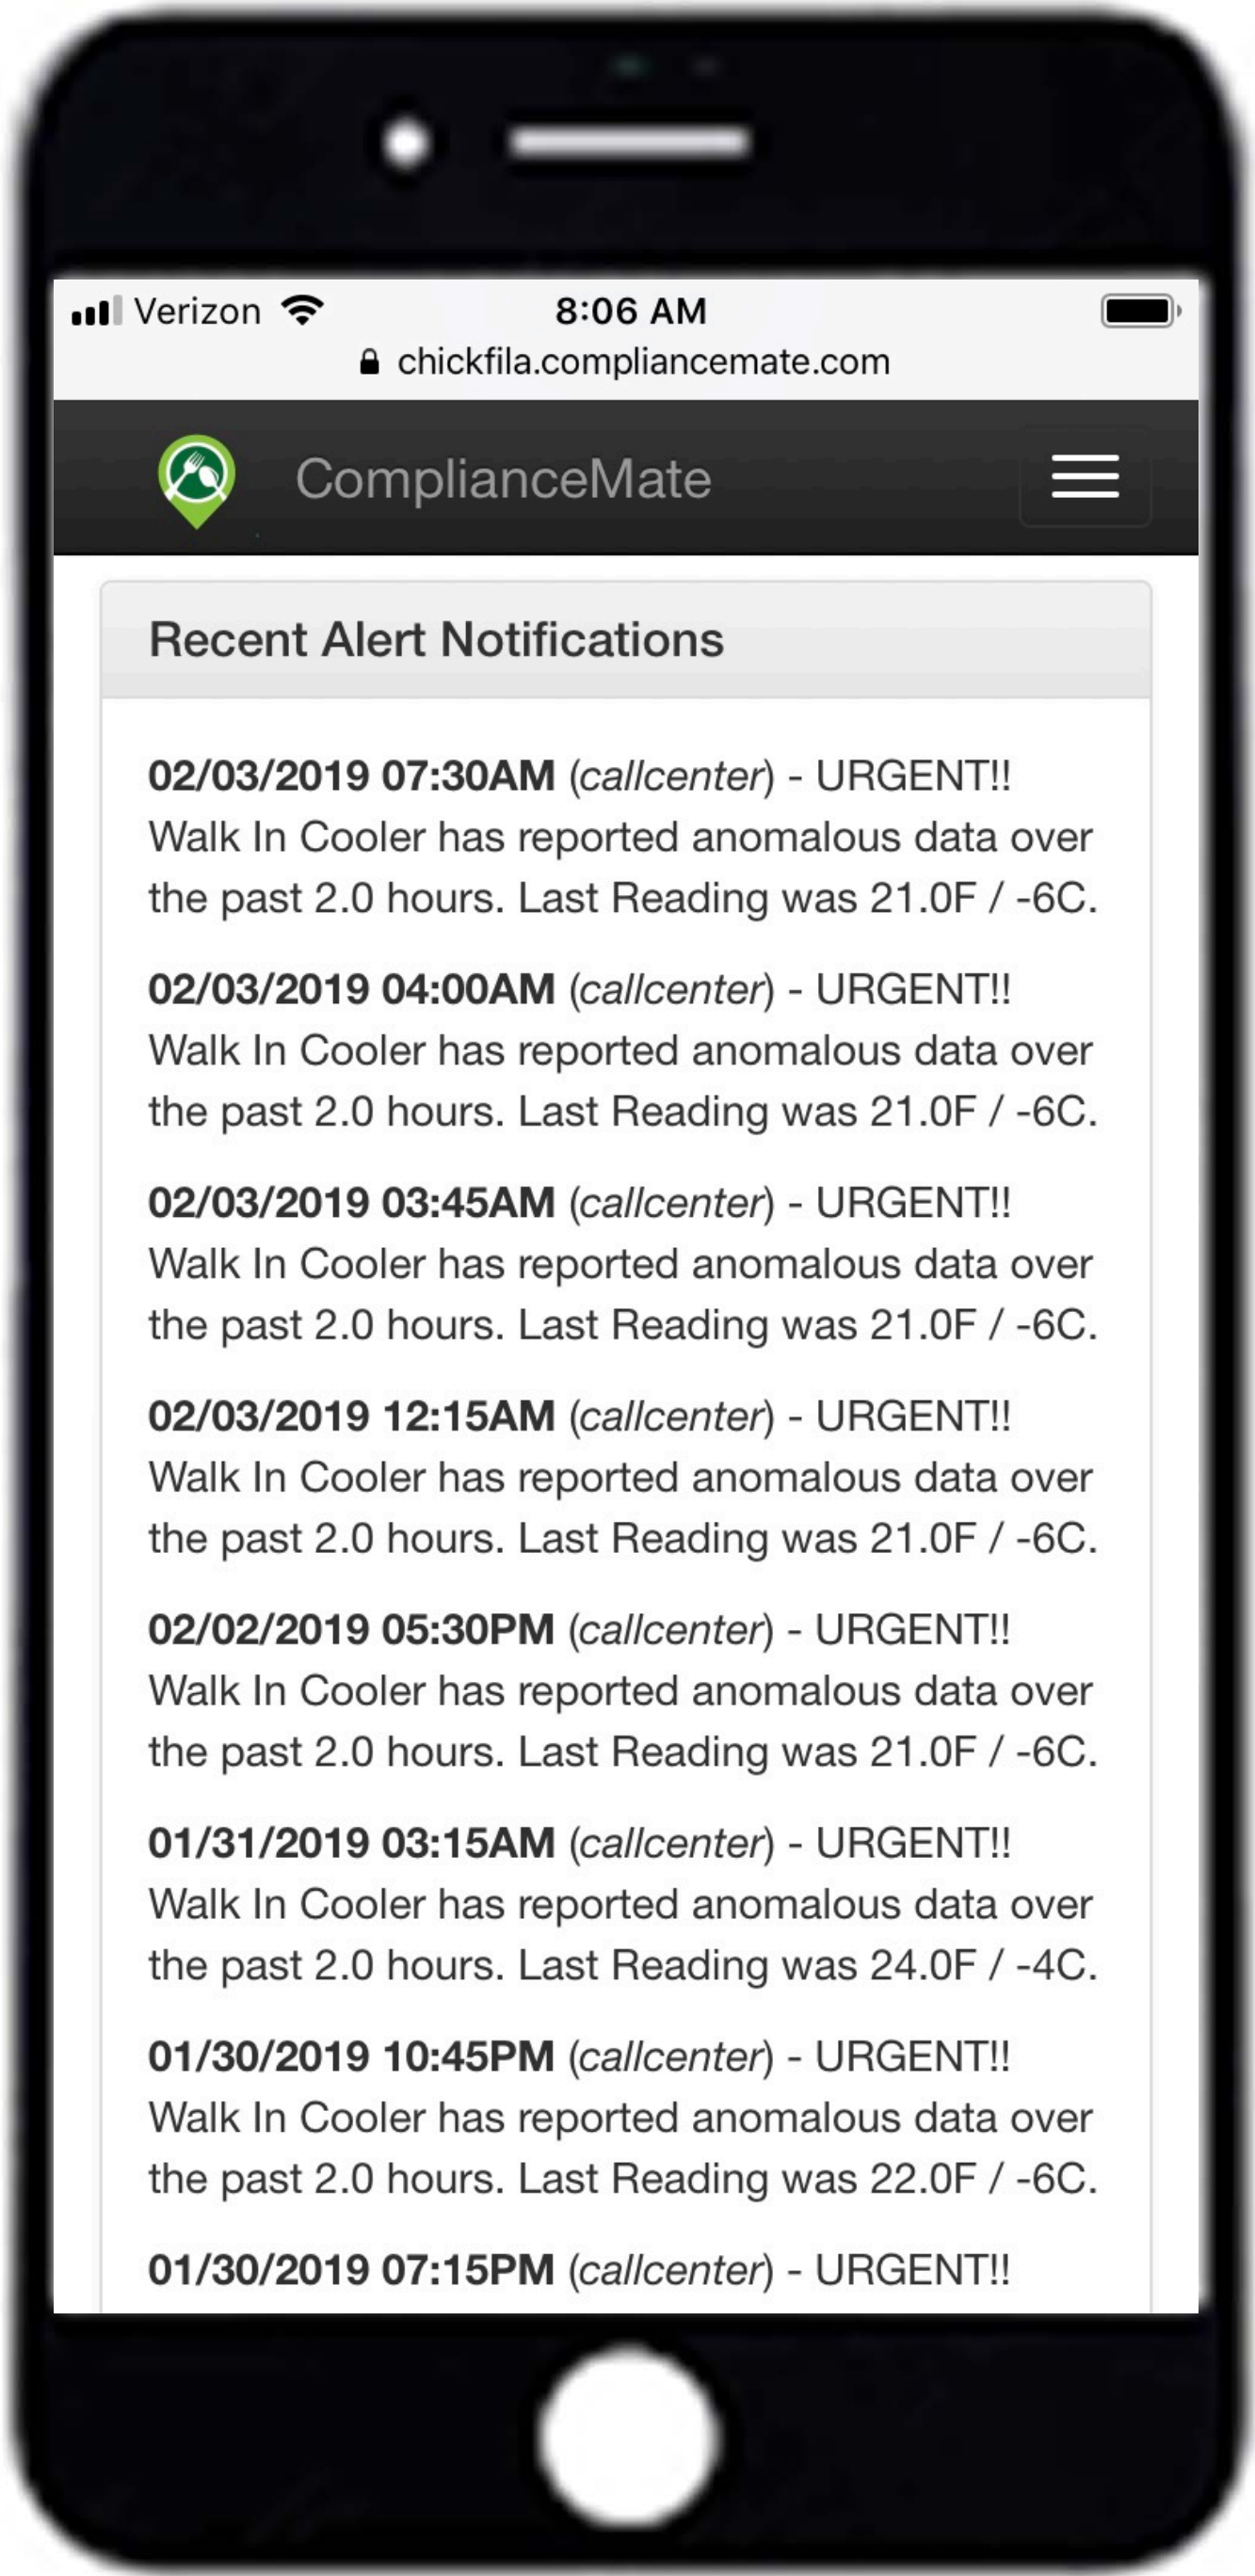 Verizon 8:06 AM
chickfila.compliancemate.com
ComplianceMate
Recent Alert Notifications
02/03/2019 07:30AM (callcenter) - URGENT!!
Walk In Cooler has reported anomalous data over
the past 2.0 hours. Last Reading was 21.0F / -6C.
02/03/2019 04:00AM (callcenter) - URGENT!!
Walk In Cooler has reported anomalous data over
the past 2.0 hours. Last Reading was 21.0F / -6C.
02/03/2019 03:45AM (callcenter) - URGENT!!
Walk In Cooler has reported anomalous data over
the past 2.0 hours. Last Reading was 21.0F / -6C.
02/03/2019 12:15AM (callcenter) - URGENT!!
Walk In Cooler has reported anomalous data over
the past 2.0 hours. Last Reading was 21.0F / -6C.
02/02/2019 05:30PM (callcenter) - URGENT!!
Walk In Cooler has reported anomalous data over
the past 2.0 hours. Last Reading was 21.0F / -6C.
01/31/2019 03:15AM (callcenter) - URGENT!!
Walk In Cooler has reported anomalous data over
the past 2.0 hours. Last Reading was 24.0F / -4C.
01/30/2019 10:45PM (callcenter) - URGENT!!
Walk In Cooler has reported anomalous data over
the past 2.0 hours. Last Reading was 22.0F / -6C.
01/30/2019 07:15PM (callcenter) - URGENT!!